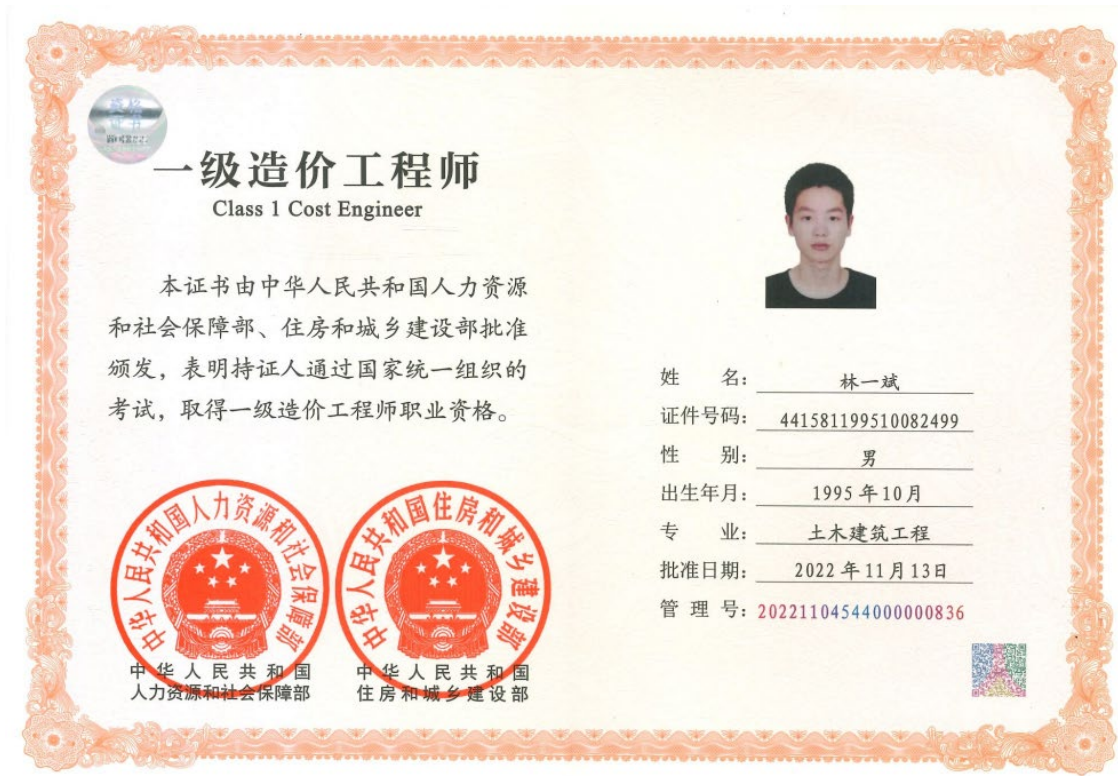 一级造价工程师
Class 1 Cost Engineer
本证书由中华人民共和国人力资源
和社会保障部、住房和城乡建设部批准
颁发，表明持证人通过国家统一组织的
考试，取得一级造价工程师职业资格。
中华人民共和国人力资源和社会保障部
中华人民共和国
人力资源和社会保障部
中华人民共和国住房和城乡建设部
中华人民共和国
住房和城乡建设部
姓 名：林一斌
证件号码：441581199510082499
性 别：男
出生年月：1995年10月
专 业：土木建筑工程
批准日期：2022年11月13日
管 理 号：20221104544000000836